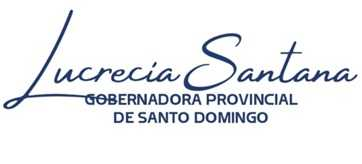 Lucrecia Santana
GOBERNADORA PROVINCIAL
DE SANTO DOMINGO